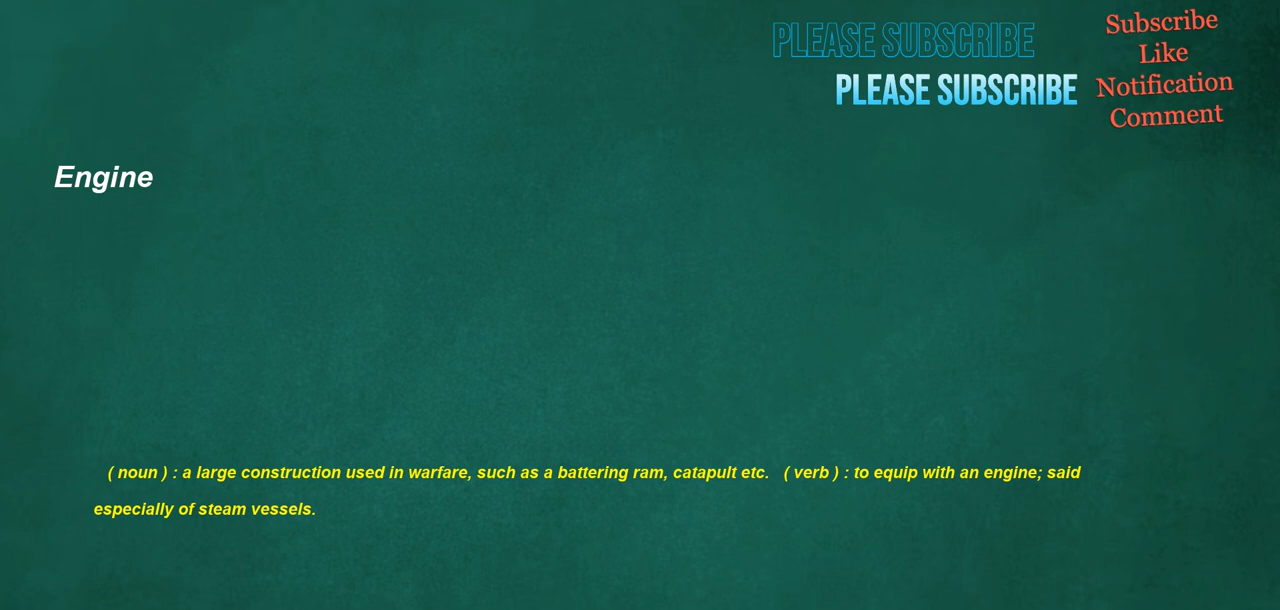 PLEASE SUBSCRIBE
PLEASE SUBSCRIBE
Subscribe
Like
Notification
Comment
Engine
( noun ) : a large construction used in warfare, such as a battering ram, catapult etc. ( verb ) : to equip with an engine; said
especially of steam vessels.